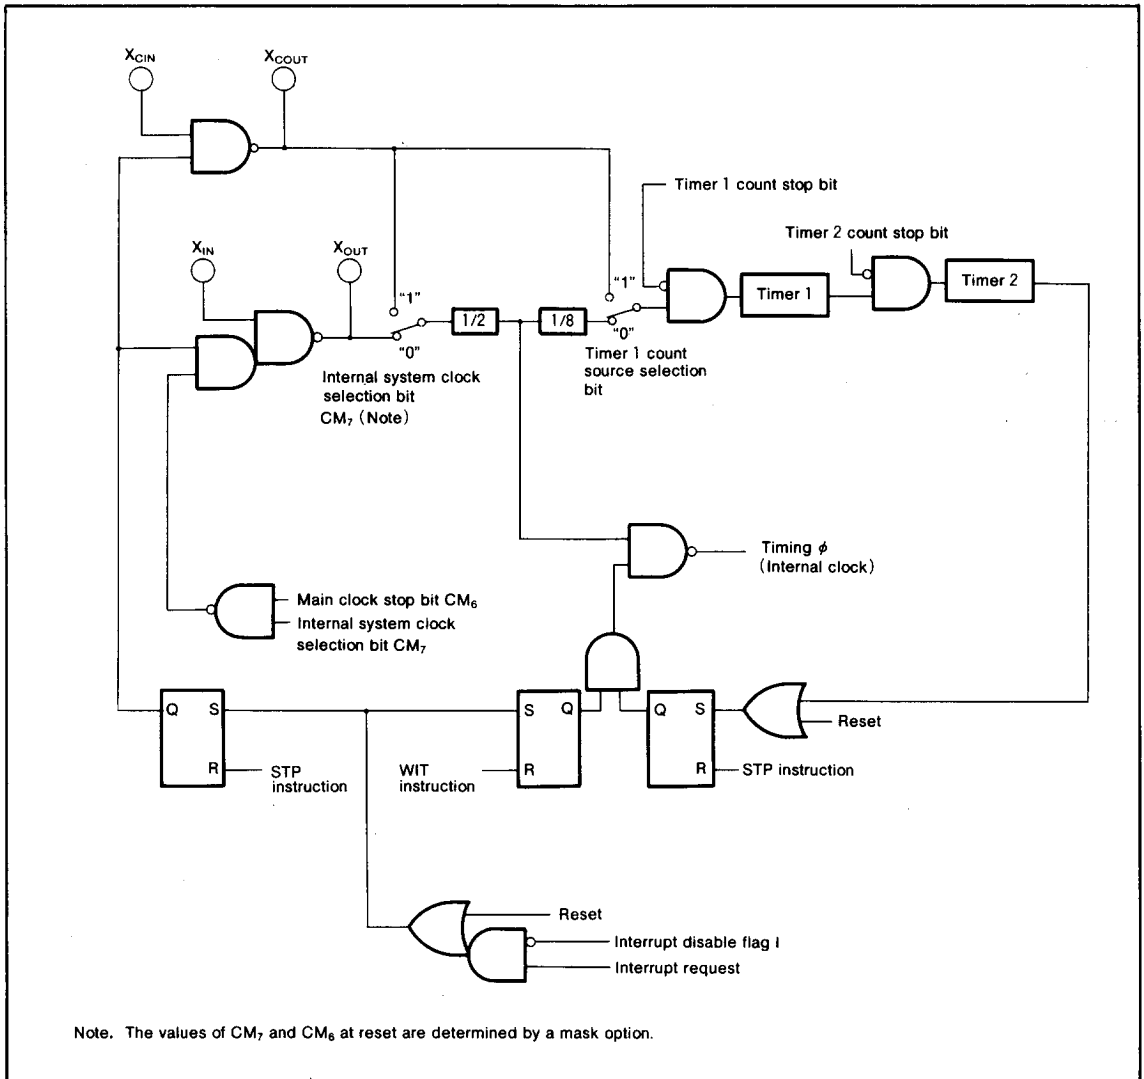 X_CIN
X_COUT
Timer 1 count stop bit
Timer 2 count stop bit
X_IN
X_OUT
"1"
"1"
Timer 1
Timer 2
1/2
1/8
"0"
"0"
Internal system clock
selection bit
CM₇ (Note)
Timer 1 count
source selection
bit
Timing ϕ
(Internal clock)
Main clock stop bit CM₆
Internal system clock
selection bit CM₇
Q
S
R
STP
instruction
WIT
instruction
S
Q
R
Q
S
R
Reset
STP instruction
Reset
Interrupt disable flag I
Interrupt request
Note. The values of CM₇ and CM₆ at reset are determined by a mask option.